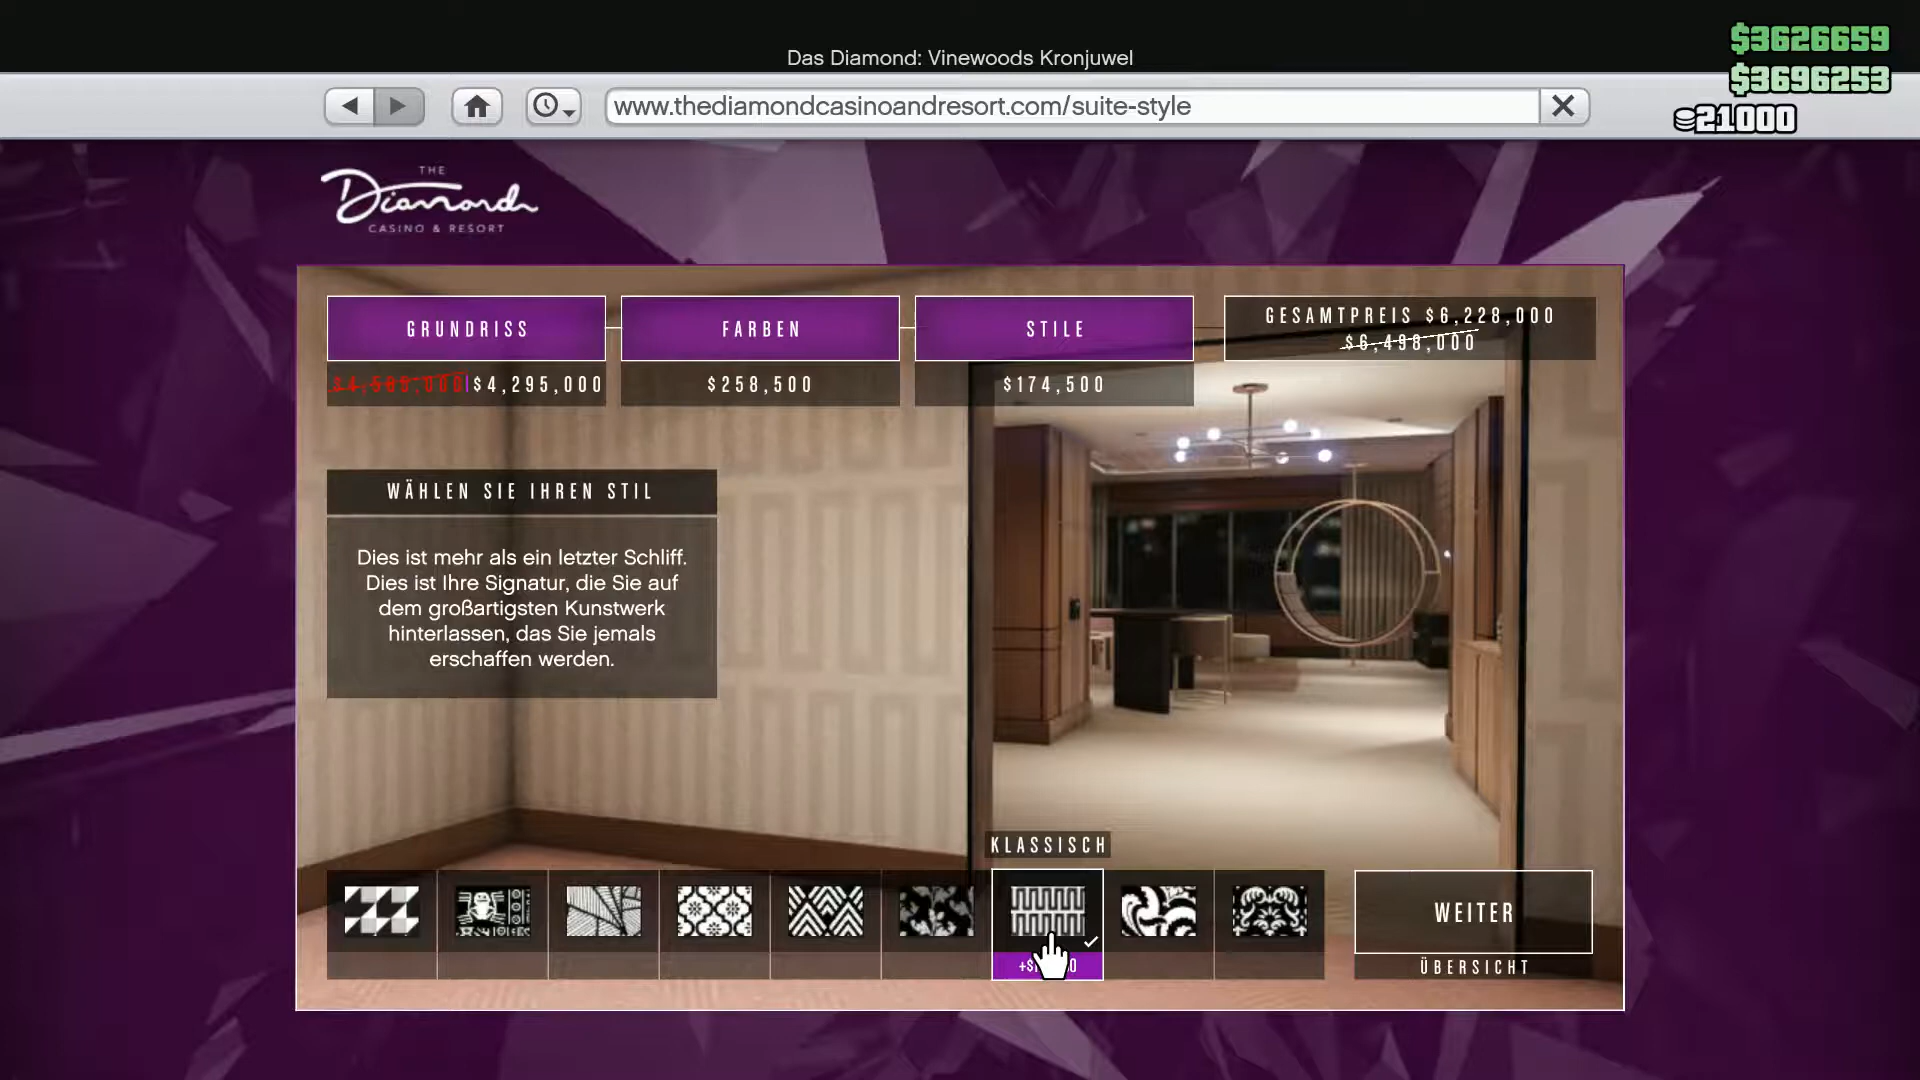 Das Diamond: Vinewoods Kronjuwel
$3626659
$3696253
21000
www.thediamondcasinoandresort.com/suite-style
THE
Diamond
CASINO & RESORT
GRUNDRISS
FARBEN
STILE
GESAMTPREIS $6,228,000
$6,498,000
$4,295,000
$258,500
$174,500
WÄHLEN SIE IHREN STIL
Dies ist mehr als ein letzter Schliff.
Dies ist Ihre Signatur, die Sie auf
dem großartigsten Kunstwerk
hinterlassen, das Sie jemals
erschaffen werden.
KLASSISCH
WEITER
ÜBERSICHT